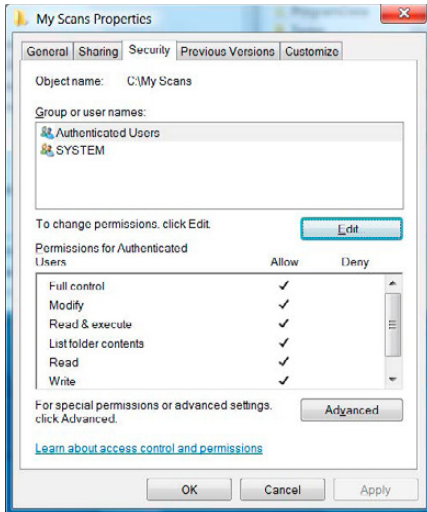 My Scans Properties
General Sharing Security Previous Versions Customize
Object name: C:\My Scans
Group or user names:
Authenticated Users
SYSTEM
To change permissions, click Edit.
Edit...
Permissions for Authenticated
Users Allow Deny
Full control
Modify
Read & execute
List folder contents
Read
Write
For special permissions or advanced settings,
click Advanced.
Advanced
Learn about access control and permissions
OK Cancel Apply